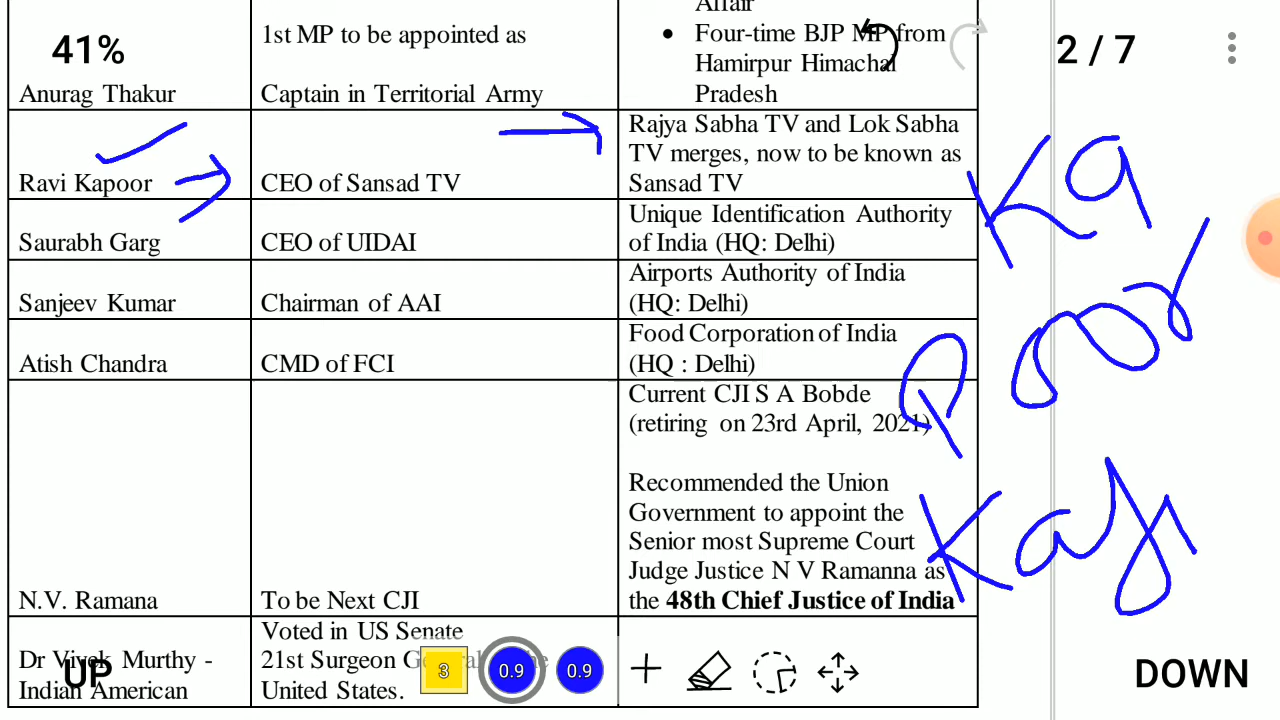 Affair
41%
1st MP to be appointed as
• Four-time BJP MP from
2 / 7
Hamirpur Himachal
Anurag Thakur
Captain in Territorial Army
Pradesh
Rajya Sabha TV and Lok Sabha
TV merges, now to be known as
Ravi Kapoor
CEO of Sansad TV
Sansad TV
Ka
Unique Identification Authority
Saurabh Garg
CEO of UIDAI
of India (HQ: Delhi)
Airports Authority of India
Sanjeev Kumar
Chairman of AAI
(HQ: Delhi)
Poor
Food Corporation of India
Atish Chandra
CMD of FCI
(HQ : Delhi)
Current CJI S A Bobde
(retiring on 23rd April, 2021)
Recommended the Union
Government to appoint the
Senior most Supreme Court
Judge Justice N V Ramanna as
N.V. Ramana
To be Next CJI
the 48th Chief Justice of India
Voted in US Senate
Dr Vivek Murthy -
21st Surgeon General
Indian American
United States.
UP
3
0.9
0.9
DOWN